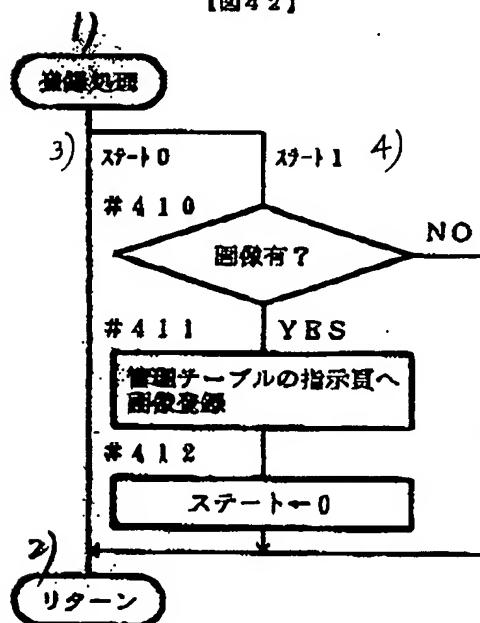 【図42】
1)
登録処理
3) ステート0
ステート1 4)
#410
画像有?
NO
#411
YES
管理テーブルの指示頁へ
画像登録
#412
ステート←0
2)
リターン